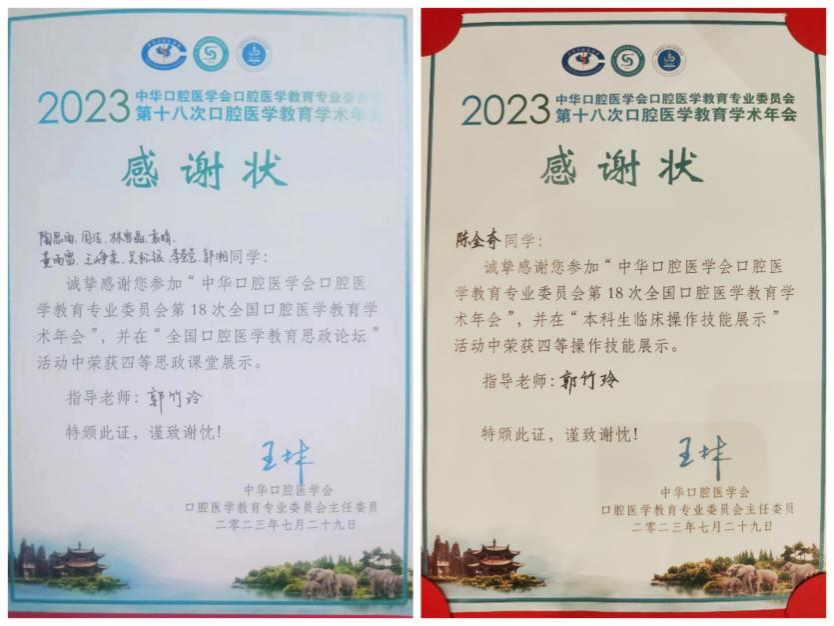 2023
中华口腔医学会口腔医学教育专业委员会
第十八次口腔医学教育学术年会
感谢状
陶思雨、周洁、林雪晶、袁晴、
董雨雷、王峥柔、吴松银、郭湘同学：
诚挚感谢您参加“中华口腔医学会口腔医
学教育专业委员会第18次全国口腔医学教育学
术年会”，并在“全国口腔医学教育思政论坛”
活动中荣获四等思政课堂展示。
指导老师：郭竹玲
特颁此证，谨致谢忱！
中华口腔医学会
口腔医学教育专业委员会主任委员
二零二三年七月二十九日
2023
中华口腔医学会口腔医学教育专业委员会
第十八次口腔医学教育学术年会
感谢状
陈金奇同学：
诚挚感谢您参加“中华口腔医学会口腔医
学教育专业委员会第18次全国口腔医学教育学
术年会”，并在“本科生临床操作技能展示”
活动中荣获四等操作技能展示。
指导老师：郭竹玲
特颁此证，谨致谢忱！
中华口腔医学会
口腔医学教育专业委员会主任委员
二〇二三年七月二十九日